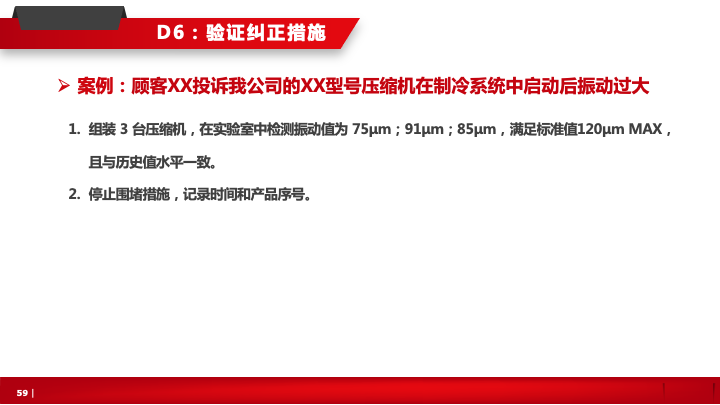 D6：验证纠正措施
➢ 案例：顾客XX投诉我公司的XX型号压缩机在制冷系统中启动后振动过大
1. 组装 3 台压缩机，在实验室中检测振动值为 75μm；91μm；85μm，满足标准值120μm MAX，
且与历史值水平一致。
2. 停止围堵措施，记录时间和产品序号。
59 |